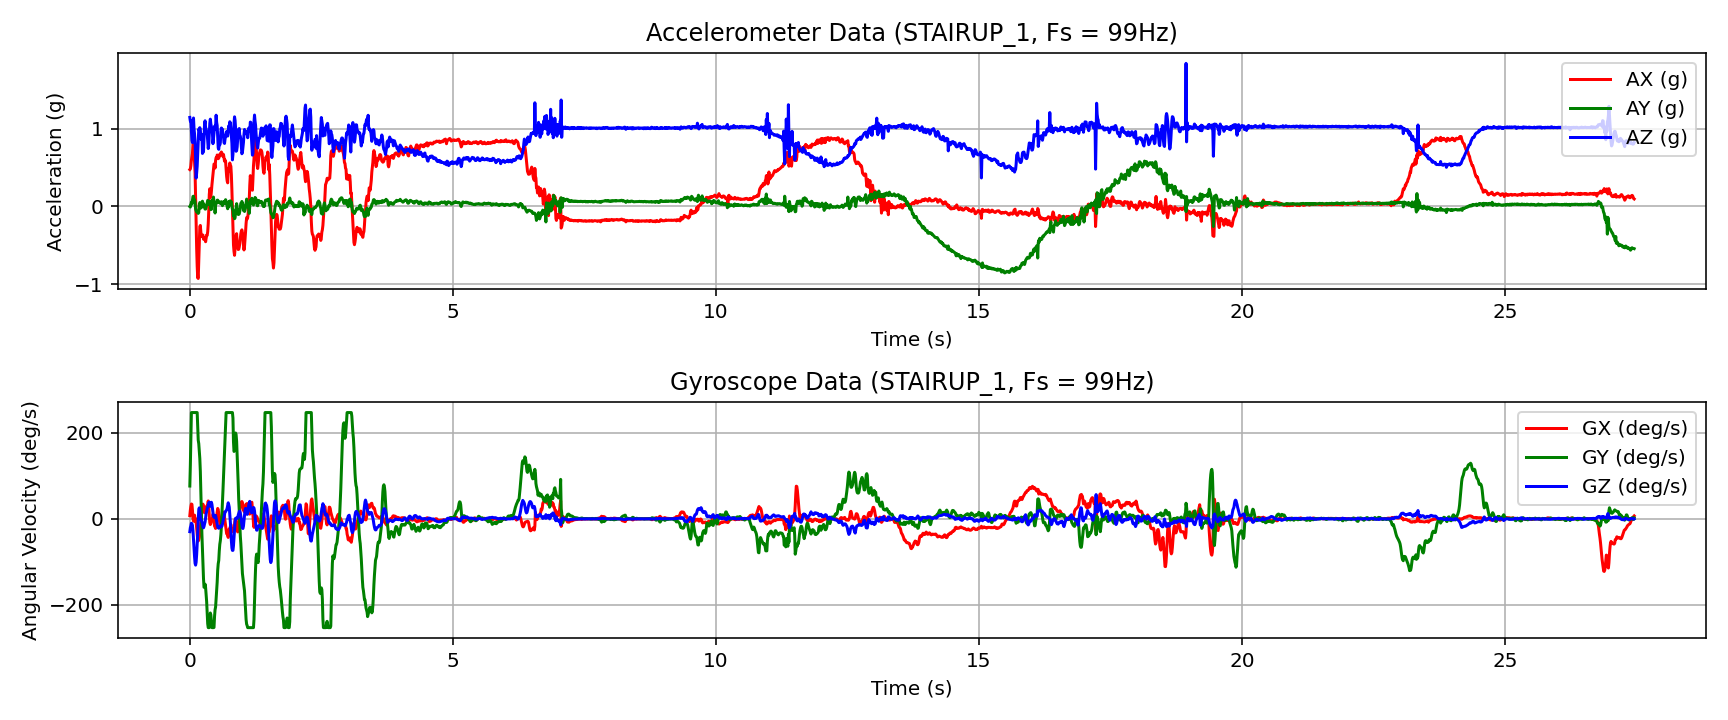 Accelerometer Data (STAIRUP_1, Fs = 99Hz)
Acceleration (g)
1
0
−1
AX (g)
AY (g)
AZ (g)
0 5 10 15 20 25
Time (s)
Gyroscope Data (STAIRUP_1, Fs = 99Hz)
Angular Velocity (deg/s)
200
0
−200
GX (deg/s)
GY (deg/s)
GZ (deg/s)
0 5 10 15 20 25
Time (s)